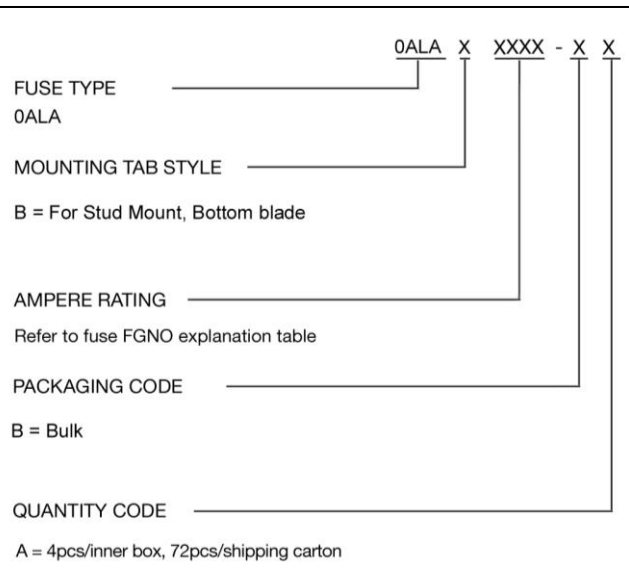 0ALA X XXXX - X X
FUSE TYPE
0ALA
MOUNTING TAB STYLE
B = For Stud Mount, Bottom blade
AMPERE RATING
Refer to fuse FGNO explanation table
PACKAGING CODE
B = Bulk
QUANTITY CODE
A = 4pcs/inner box, 72pcs/shipping carton